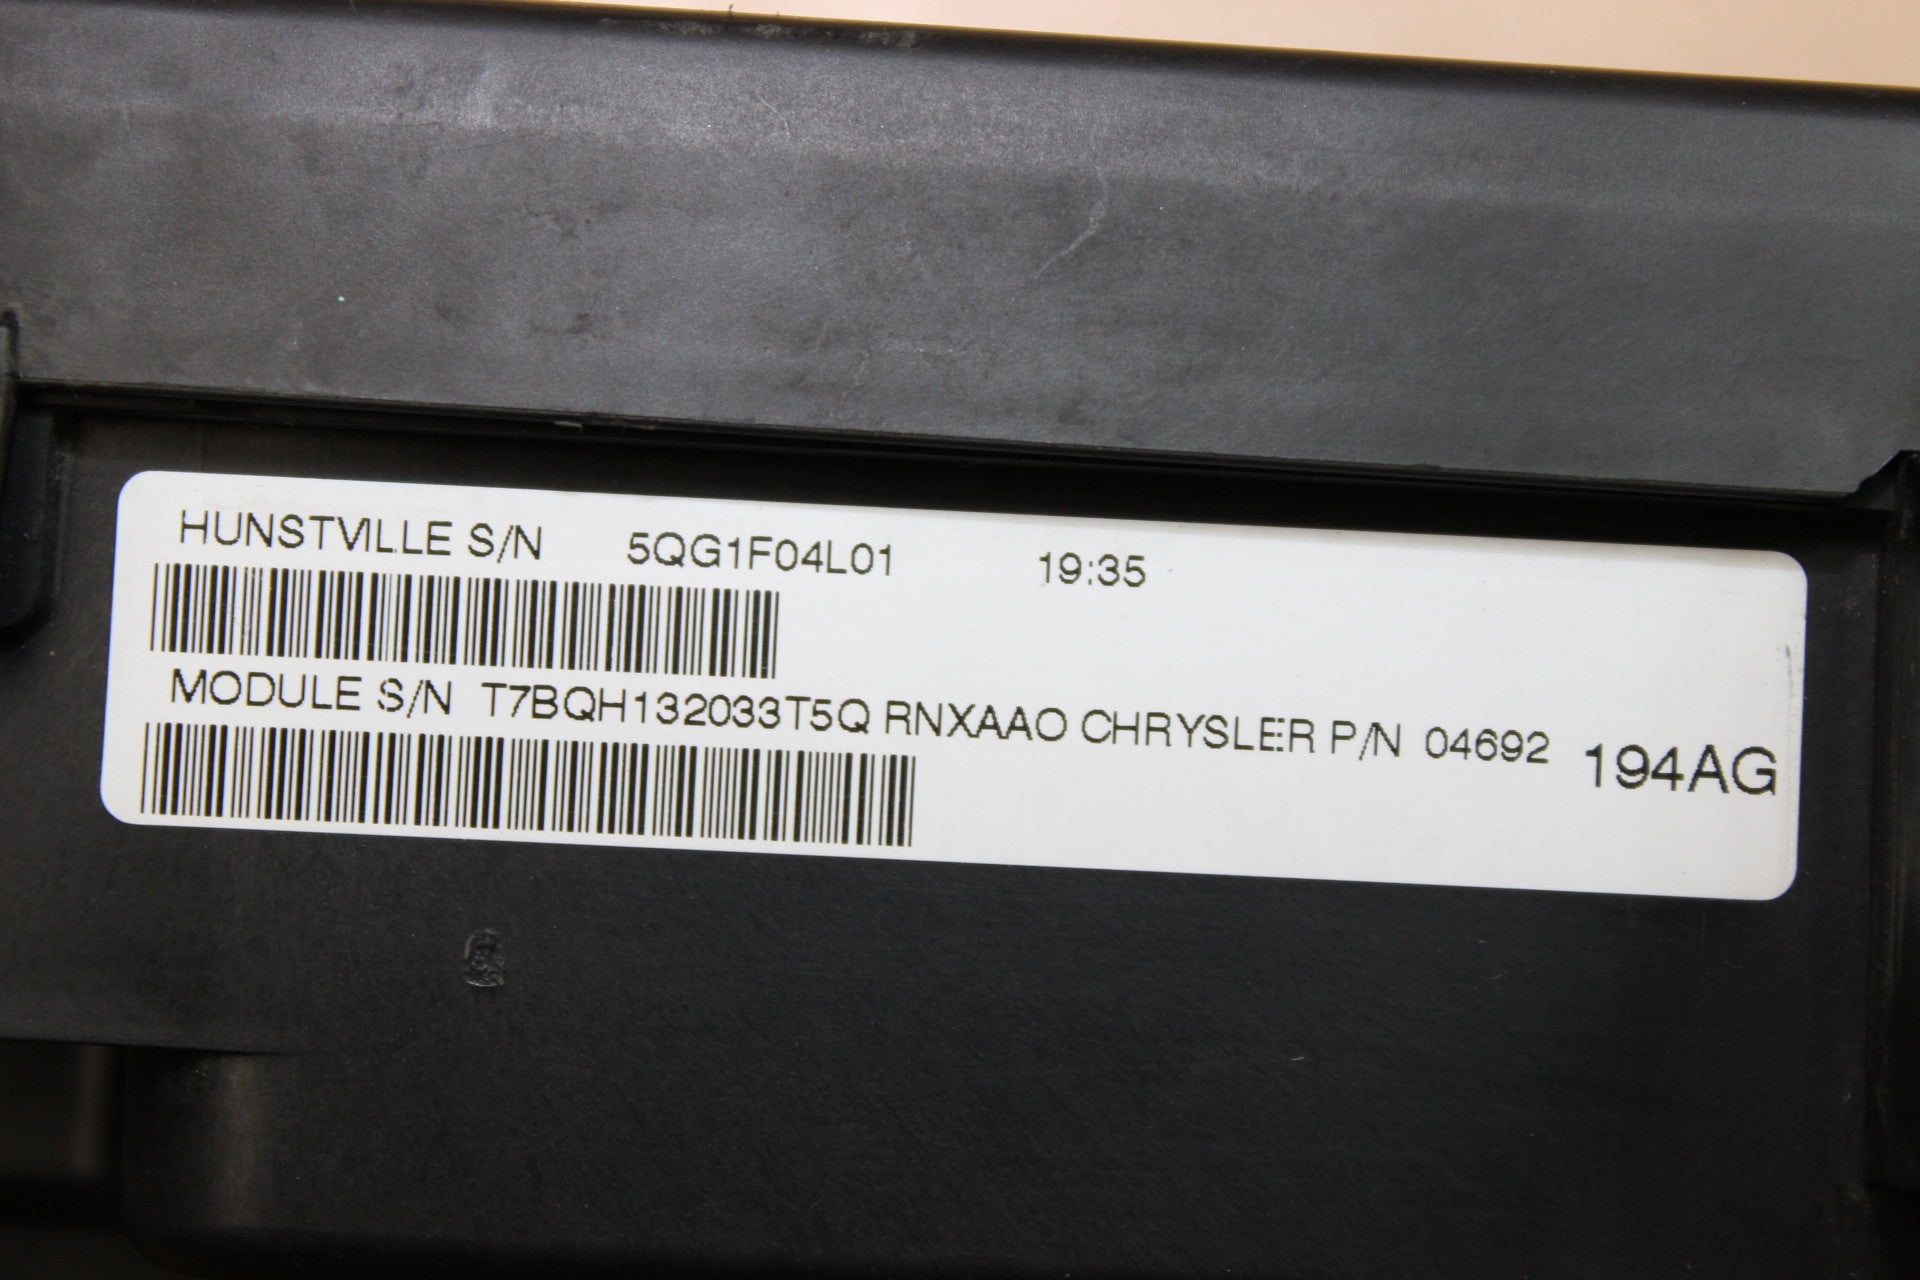 HUNSTVILLE S/N 5QG1F04L01 19:35
MODULE S/N T7BQH132033T5Q RNXAAO CHRYSLER P/N 04692 194AG